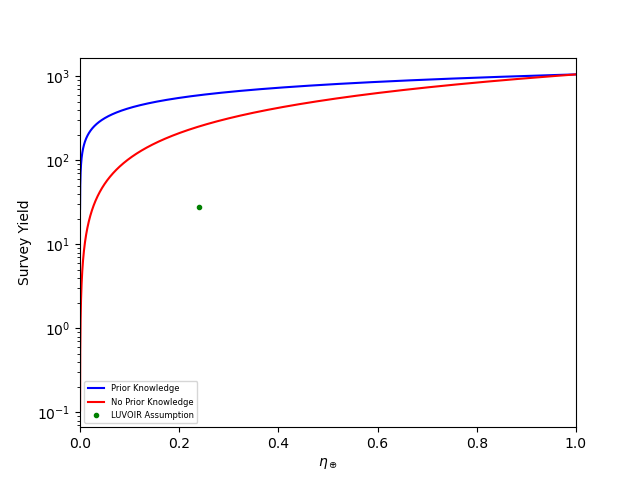 10³
10²
10¹
10⁰
10⁻¹
Survey Yield
Prior Knowledge
No Prior Knowledge
LUVOIR Assumption
0.0 0.2 0.4 0.6 0.8 1.0
η⊕